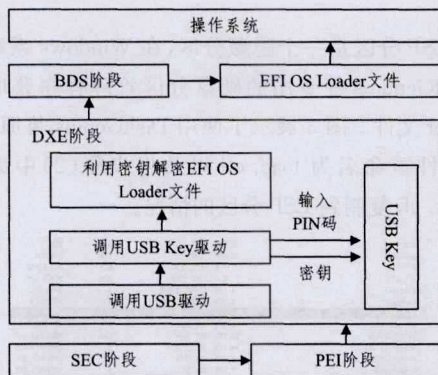 操作系统
BDS阶段
EFI OS Loader文件
DXE阶段
利用密钥解密EFI OS
Loader文件
输入
PIN码
调用USB Key驱动
密钥
调用USB驱动
USB Key
SEC阶段
PEI阶段